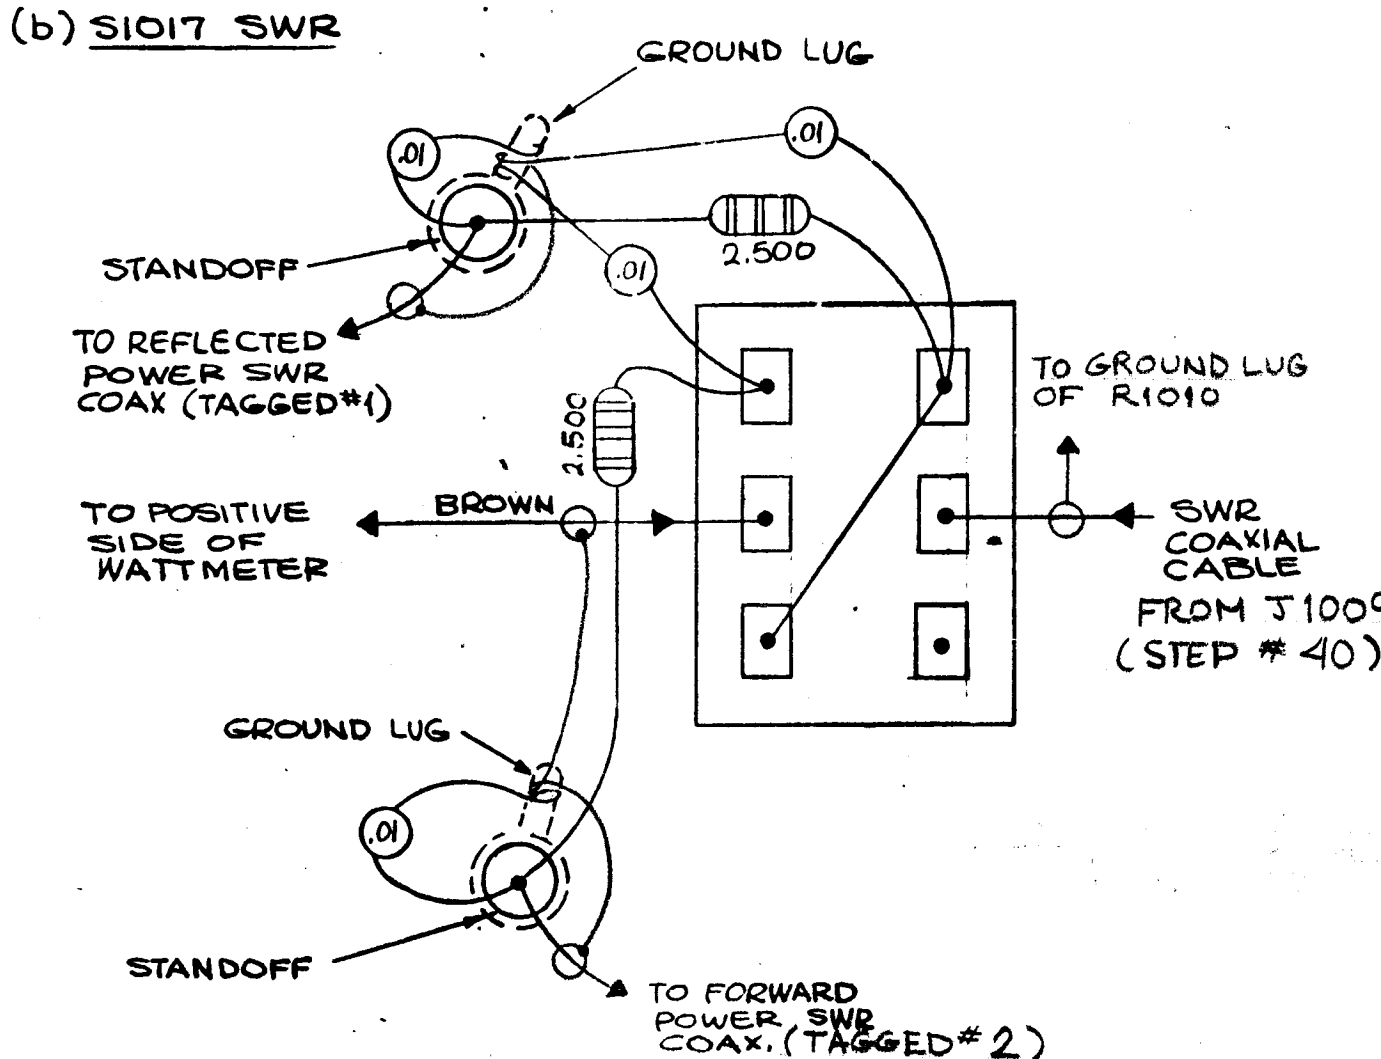 (b) S1017 SWR
GROUND LUG
.01
.01
2.500
.01
STANDOFF
TO REFLECTED
POWER SWR
COAX (TAGGED #1)
TO GROUND LUG
OF R1010
2.500
BROWN
TO POSITIVE
SIDE OF
WATTMETER
SWR
COAXIAL
CABLE
FROM J100
(STEP # 40)
GROUND LUG
.01
STANDOFF
TO FORWARD
POWER SWR
COAX. (TAGGED # 2)